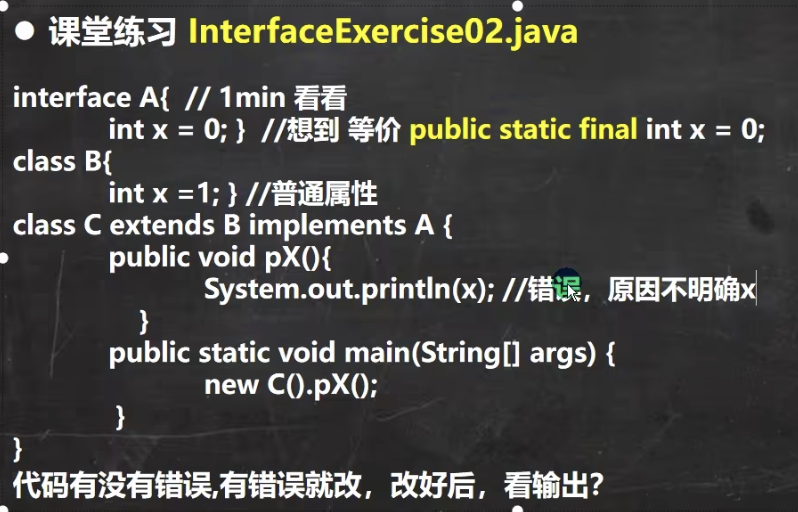 ● 课堂练习 InterfaceExercise02.java
interface A{  // 1min 看看
int x = 0; }  //想到 等价 public static final int x = 0;
class B{
int x =1; } //普通属性
class C extends B implements A {
public void pX(){
System.out.println(x); //错误，原因不明确x
}
public static void main(String[] args) {
new C().pX();
}
}
代码有没有错误,有错误就改，改好后，看输出？